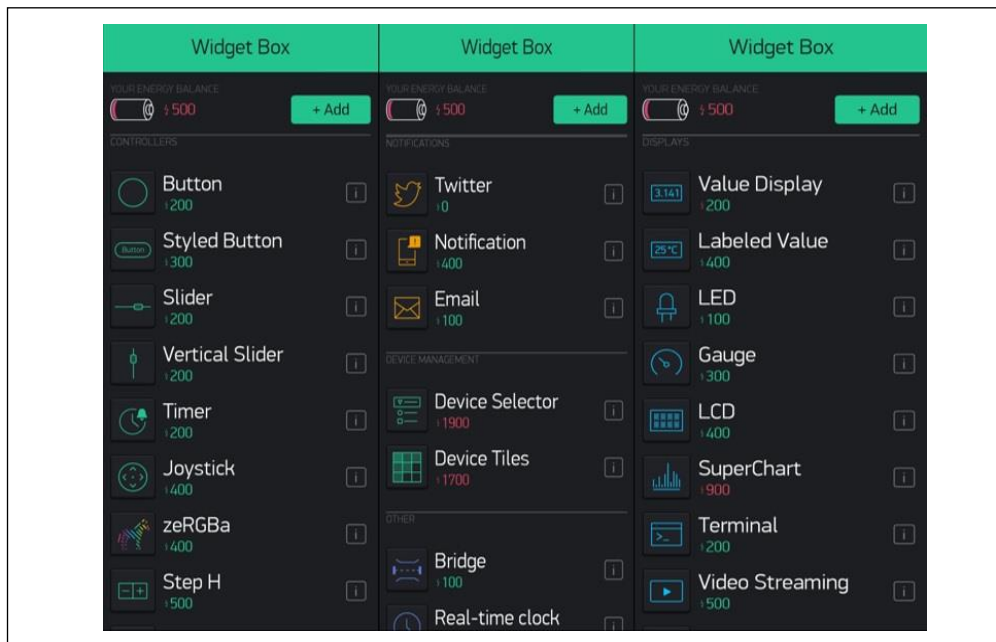 Widget Box
YOUR ENERGY BALANCE
500
+ Add
CONTROLLERS
Button
200
Button
Styled Button
300
Slider
200
Vertical Slider
200
Timer
200
Joystick
400
zeRGBa
400
Step H
500
Widget Box
YOUR ENERGY BALANCE
500
+ Add
NOTIFICATIONS
Twitter
0
Notification
400
Email
100
DEVICE MANAGEMENT
Device Selector
1900
Device Tiles
1700
OTHER
Bridge
100
Real-time clock
Widget Box
YOUR ENERGY BALANCE
500
+ Add
DISPLAYS
3.141
Value Display
200
25°C
Labeled Value
400
LED
100
Gauge
300
LCD
400
SuperChart
900
Terminal
200
Video Streaming
500